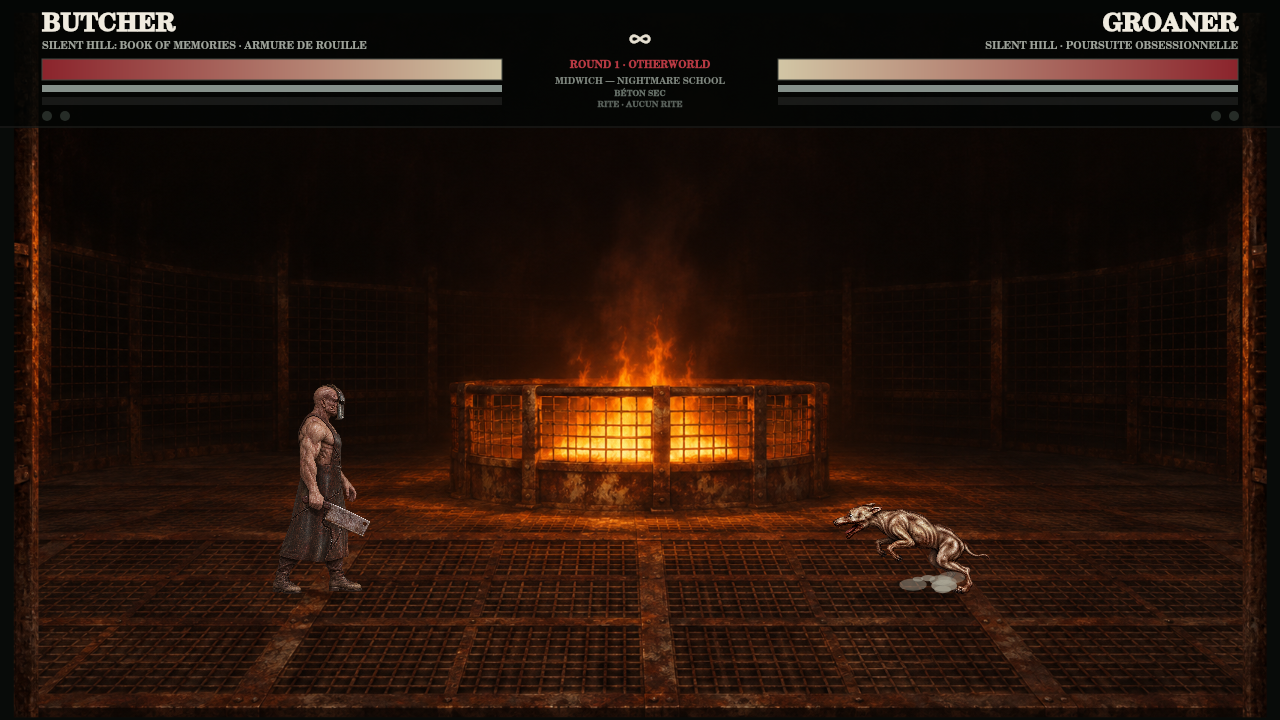 BUTCHER
SILENT HILL: BOOK OF MEMORIES · ARMURE DE ROUILLE
∞
ROUND 1 · OTHERWORLD
MIDWICH — NIGHTMARE SCHOOL
BÉTON SEC
RITE · AUCUN RITE
GROANER
SILENT HILL · POURSUITE OBSESSIONNELLE